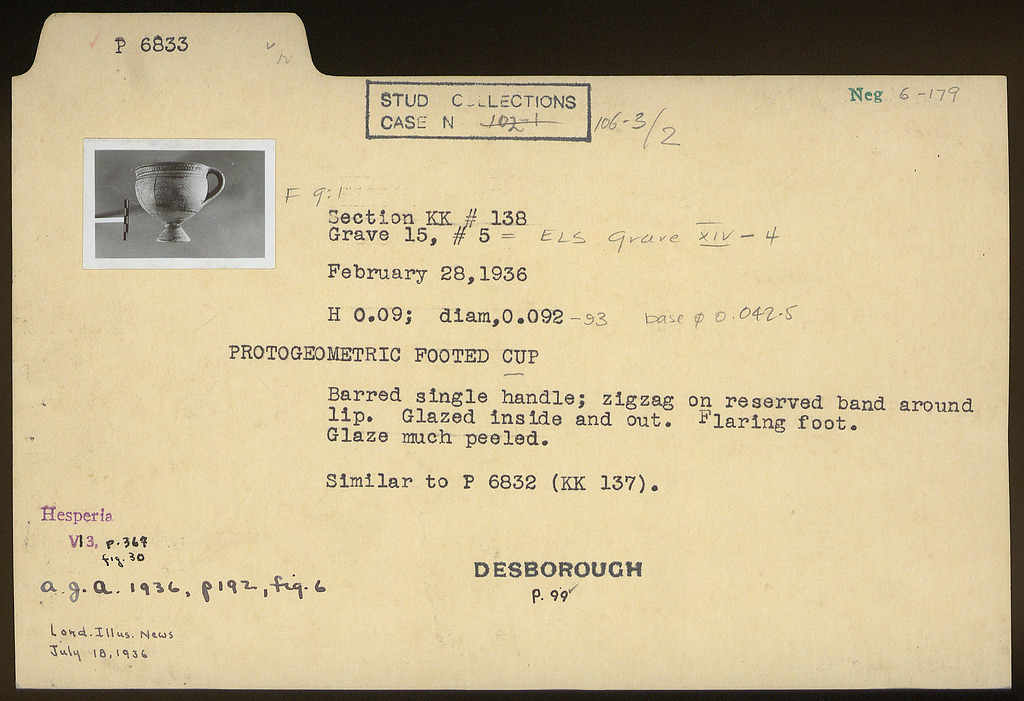 P 6833
STUD C LLECTIONS
CASE N 102-1 106-3/2
Neg 6-179
F 9:
Section KK # 138
Grave 15, # 5 = ELS grave XIV - 4
February 28,1936
H 0.09; diam,0.092 -93 base φ 0.042.5
PROTOGEOMETRIC FOOTED CUP
Barred single handle; zigzag on reserved band around
lip. Glazed inside and out. Flaring foot.
Glaze much peeled.
Similar to P 6832 (KK 137).
Hesperia
VI3, p.367
fig. 30
a.J.a. 1936, p192, fig. 6
Lond. Illus. News
July 18, 1936
DESBOROUGH
P. 99